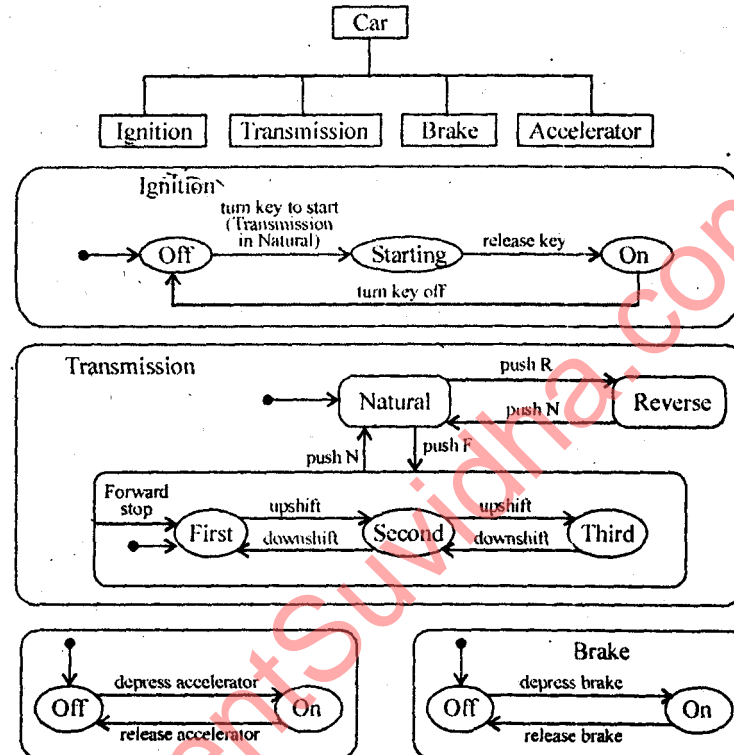 Car
Ignition Transmission Brake Accelerator
Ignition
turn key to start
(Transmission
in Natural)
Off Starting release key On
turn key off
Transmission
push R
Natural Reverse
push N
push N push F
Forward
stop
upshift upshift
First Second Third
downshift downshift
Brake
depress accelerator depress brake
Off On Off On
release accelerator release brake
entSuvidha.com